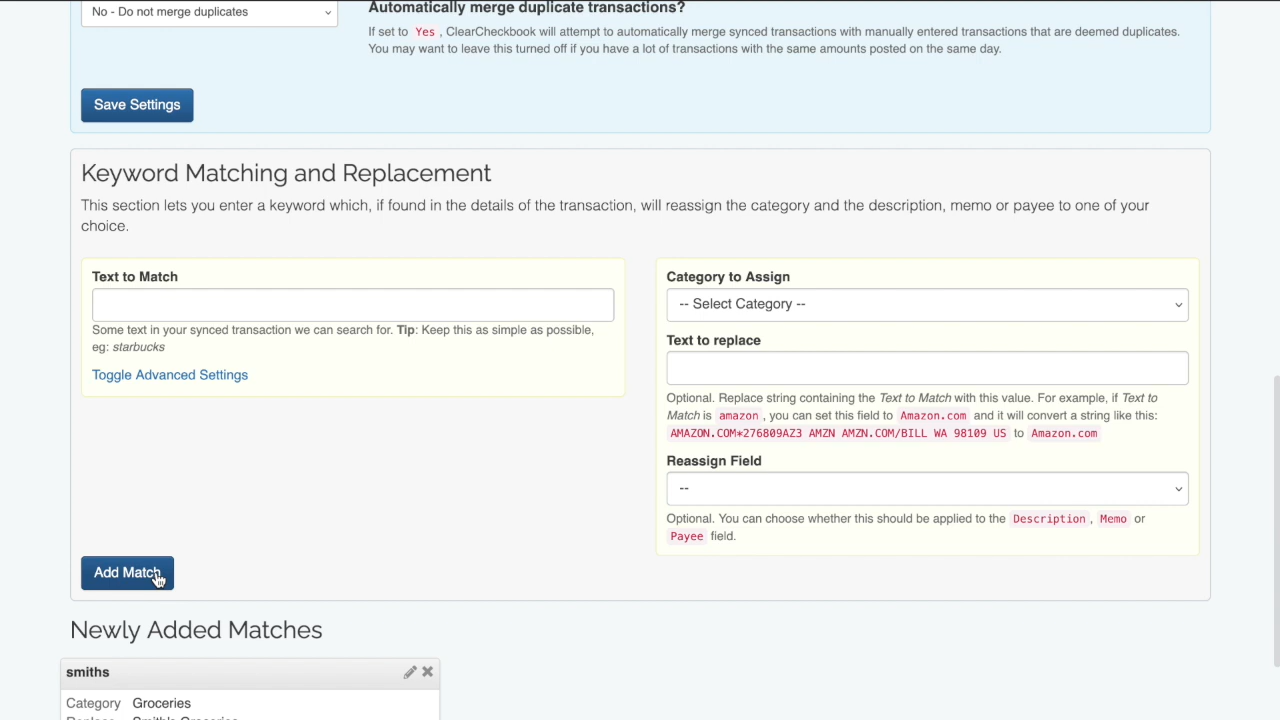 No - Do not merge duplicates
Automatically merge duplicate transactions?
If set to Yes , ClearCheckbook will attempt to automatically merge synced transactions with manually entered transactions that are deemed duplicates.
You may want to leave this turned off if you have a lot of transactions with the same amounts posted on the same day.
Save Settings
Keyword Matching and Replacement
This section lets you enter a keyword which, if found in the details of the transaction, will reassign the category and the description, memo or payee to one of your
choice.
Text to Match
Some text in your synced transaction we can search for. Tip: Keep this as simple as possible,
eg: starbucks
Toggle Advanced Settings
Category to Assign
-- Select Category --
Text to replace
Optional. Replace string containing the Text to Match with this value. For example, if Text to
Match is amazon , you can set this field to Amazon.com and it will convert a string like this:
AMAZON.COM*276809AZ3 AMZN AMZN.COM/BILL WA 98109 US to Amazon.com
Reassign Field
--
Optional. You can choose whether this should be applied to the Description , Memo or
Payee field.
Add Match
Newly Added Matches
smiths
Category Groceries